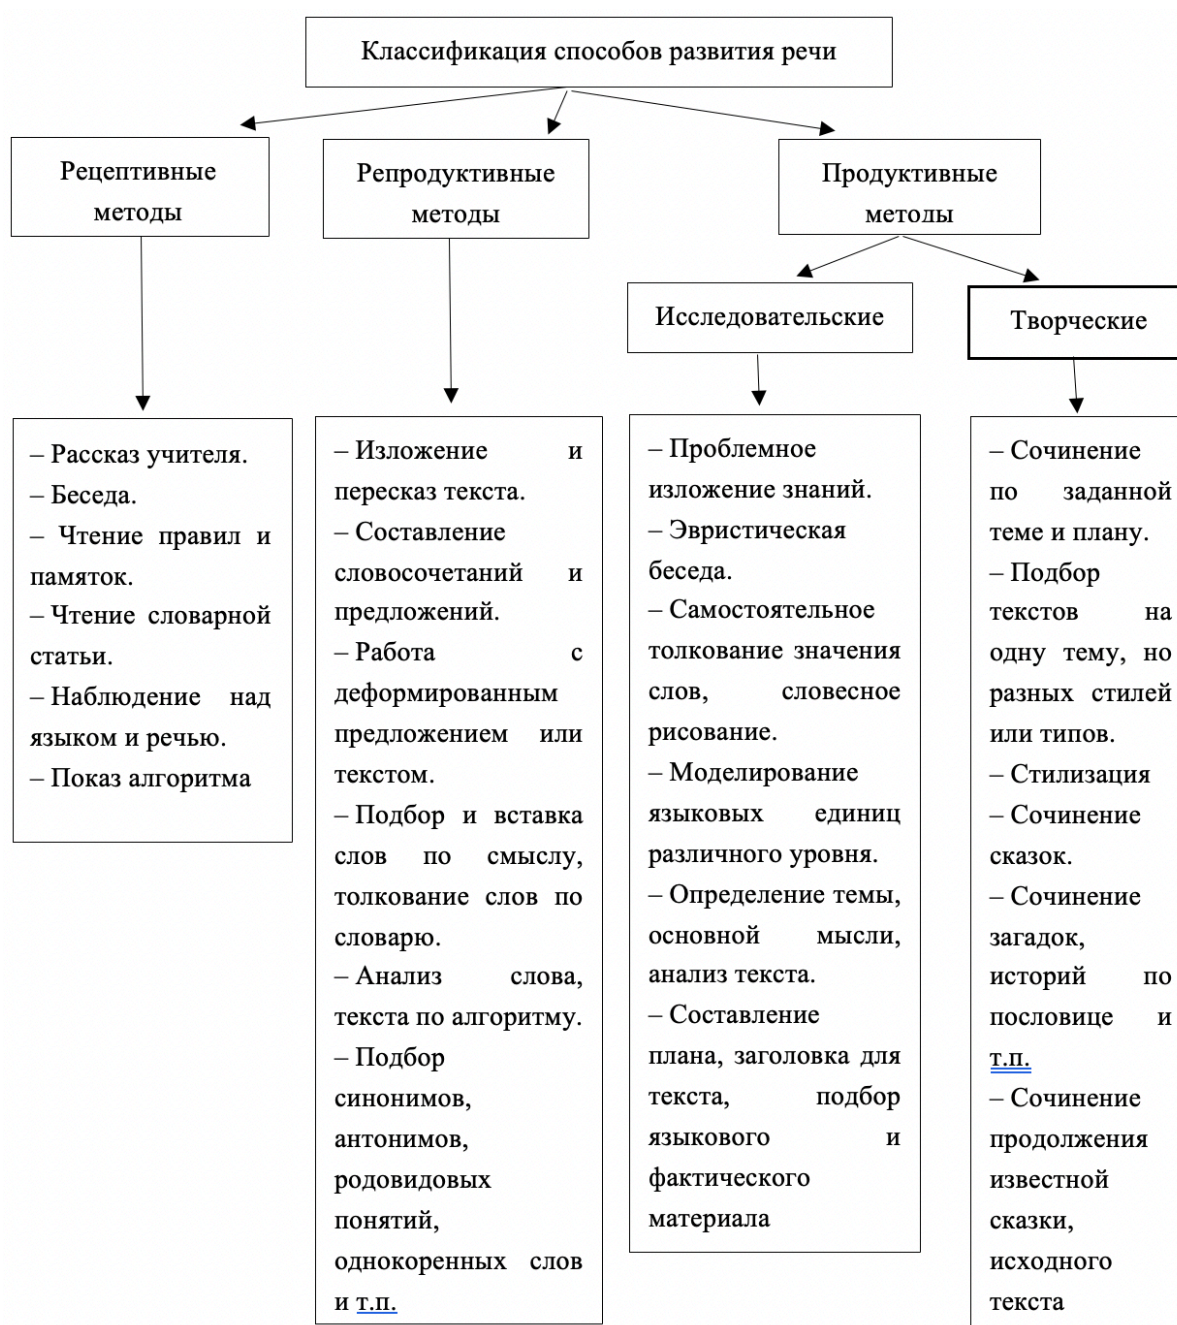 Классификация способов развития речи
Рецептивные
методы
Репродуктивные
методы
Продуктивные
методы
Исследовательские
Творческие
– Рассказ учителя.
– Беседа.
– Чтение правил и
памяток.
– Чтение словарной
статьи.
– Наблюдение над
языком и речью.
– Показ алгоритма
– Изложение и
пересказ текста.
– Составление
словосочетаний и
предложений.
– Работа с
деформированным
предложением или
текстом.
– Подбор и вставка
слов по смыслу,
толкование слов по
словарю.
– Анализ слова,
текста по алгоритму.
– Подбор
синонимов,
антонимов,
родовидовых
понятий,
однокоренных слов
и т.п.
– Проблемное
изложение знаний.
– Эвристическая
беседа.
– Самостоятельное
толкование значения
слов, словесное
рисование.
– Моделирование
языковых единиц
различного уровня.
– Определение темы,
основной мысли,
анализ текста.
– Составление
плана, заголовка для
текста, подбор
языкового и
фактического
материала
– Сочинение
по заданной
теме и плану.
– Подбор
текстов на
одну тему, но
разных стилей
или типов.
– Стилизация
– Сочинение
сказок.
– Сочинение
загадок,
историй по
пословице и
т.п.
– Сочинение
продолжения
известной
сказки,
исходного
текста